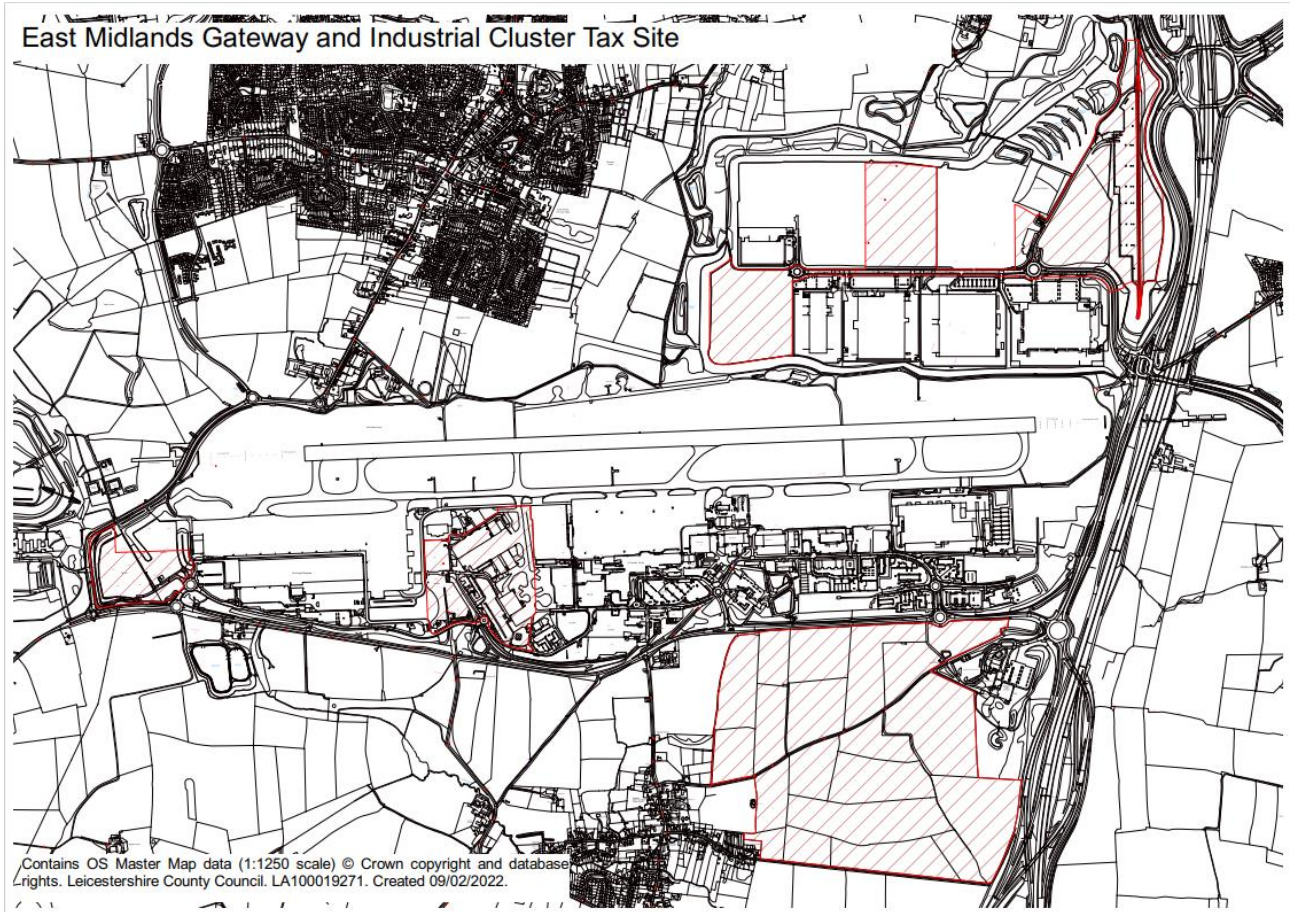 East Midlands Gateway and Industrial Cluster Tax Site
Contains OS Master Map data (1:1250 scale) © Crown copyright and database
rights. Leicestershire County Council. LA100019271. Created 09/02/2022.